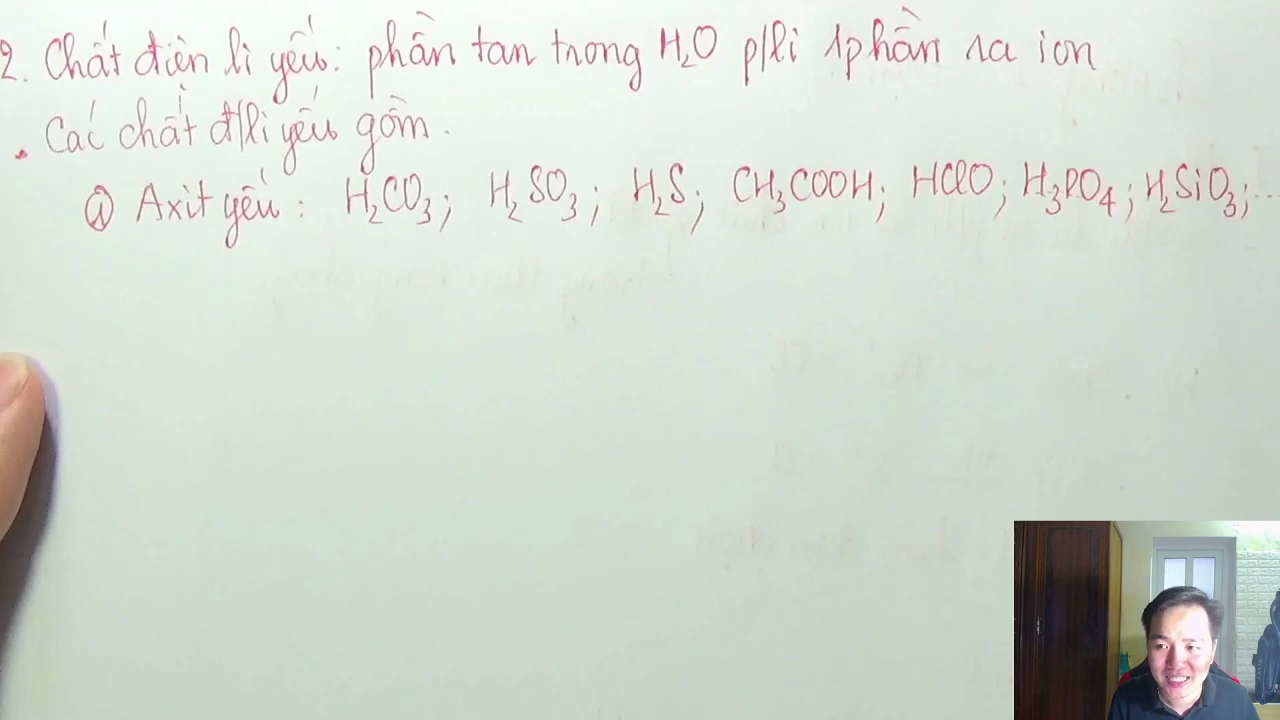 2. Chất điện li yếu: phần tan trong H₂O p/li 1 phần ra ion
. Các chất đ/li yếu gồm.
a Axit yếu: H₂CO₃; H₂SO₃; H₂S; CH₃COOH; HClO; H₃PO₄; H₂SiO₃;...